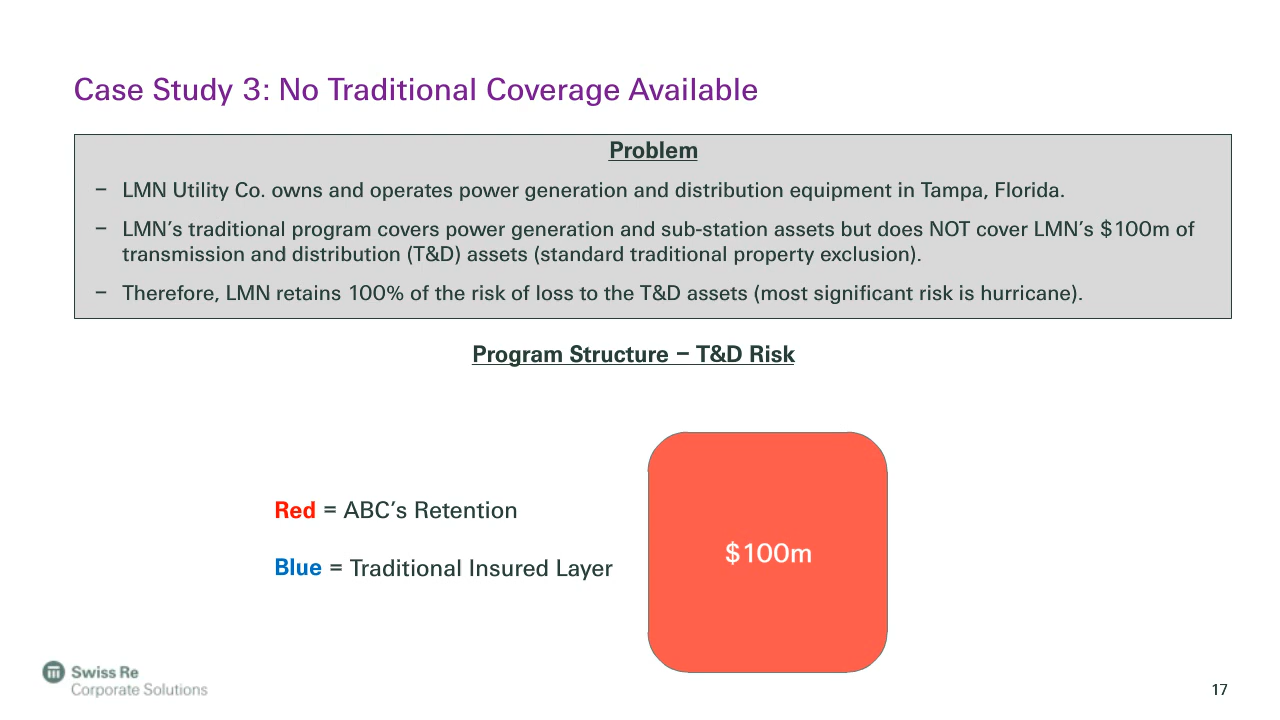 Case Study 3: No Traditional Coverage Available
Problem
− LMN Utility Co. owns and operates power generation and distribution equipment in Tampa, Florida.
− LMN’s traditional program covers power generation and sub-station assets but does NOT cover LMN’s $100m of
transmission and distribution (T&D) assets (standard traditional property exclusion).
− Therefore, LMN retains 100% of the risk of loss to the T&D assets (most significant risk is hurricane).
Program Structure − T&D Risk
Red = ABC’s Retention
Blue = Traditional Insured Layer
$100m
Swiss Re
Corporate Solutions
17